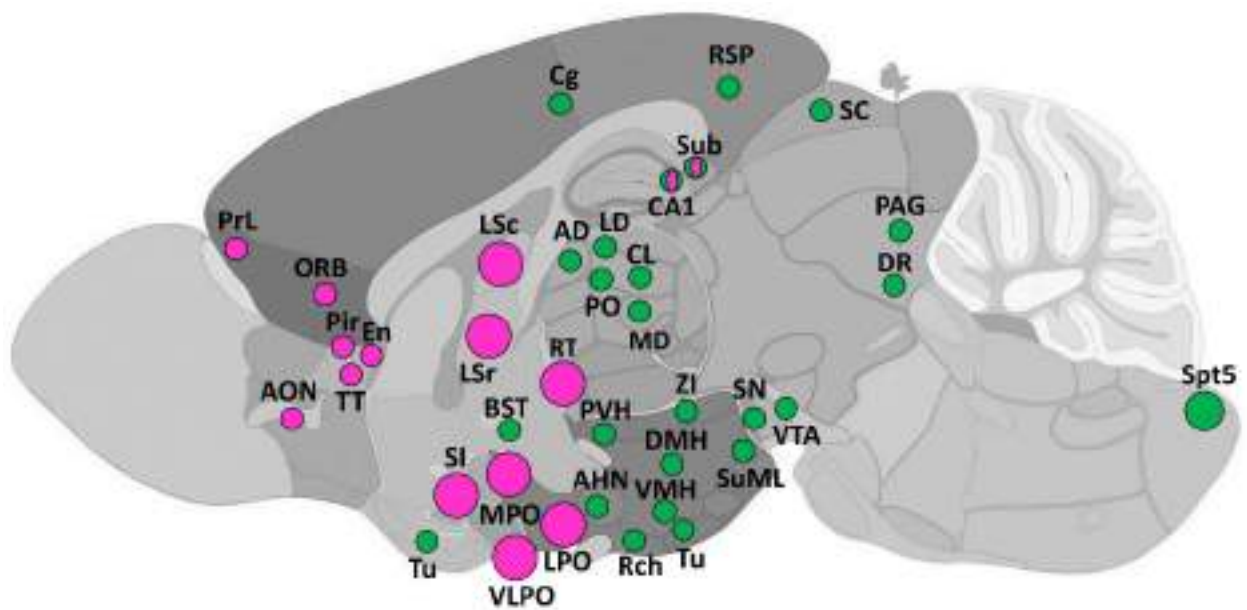 RSP
Cg
SC
Sub
CA1
PAG
PrL
LSc
AD
LD
CL
DR
ORB
PO
MD
Pir
En
RT
LSr
TT
AON
ZI
SN
Spt5
BST
PVH
DMH
VTA
SI
AHN
VMH
SuML
MPO
Tu
LPO
Rch
Tu
VLPO